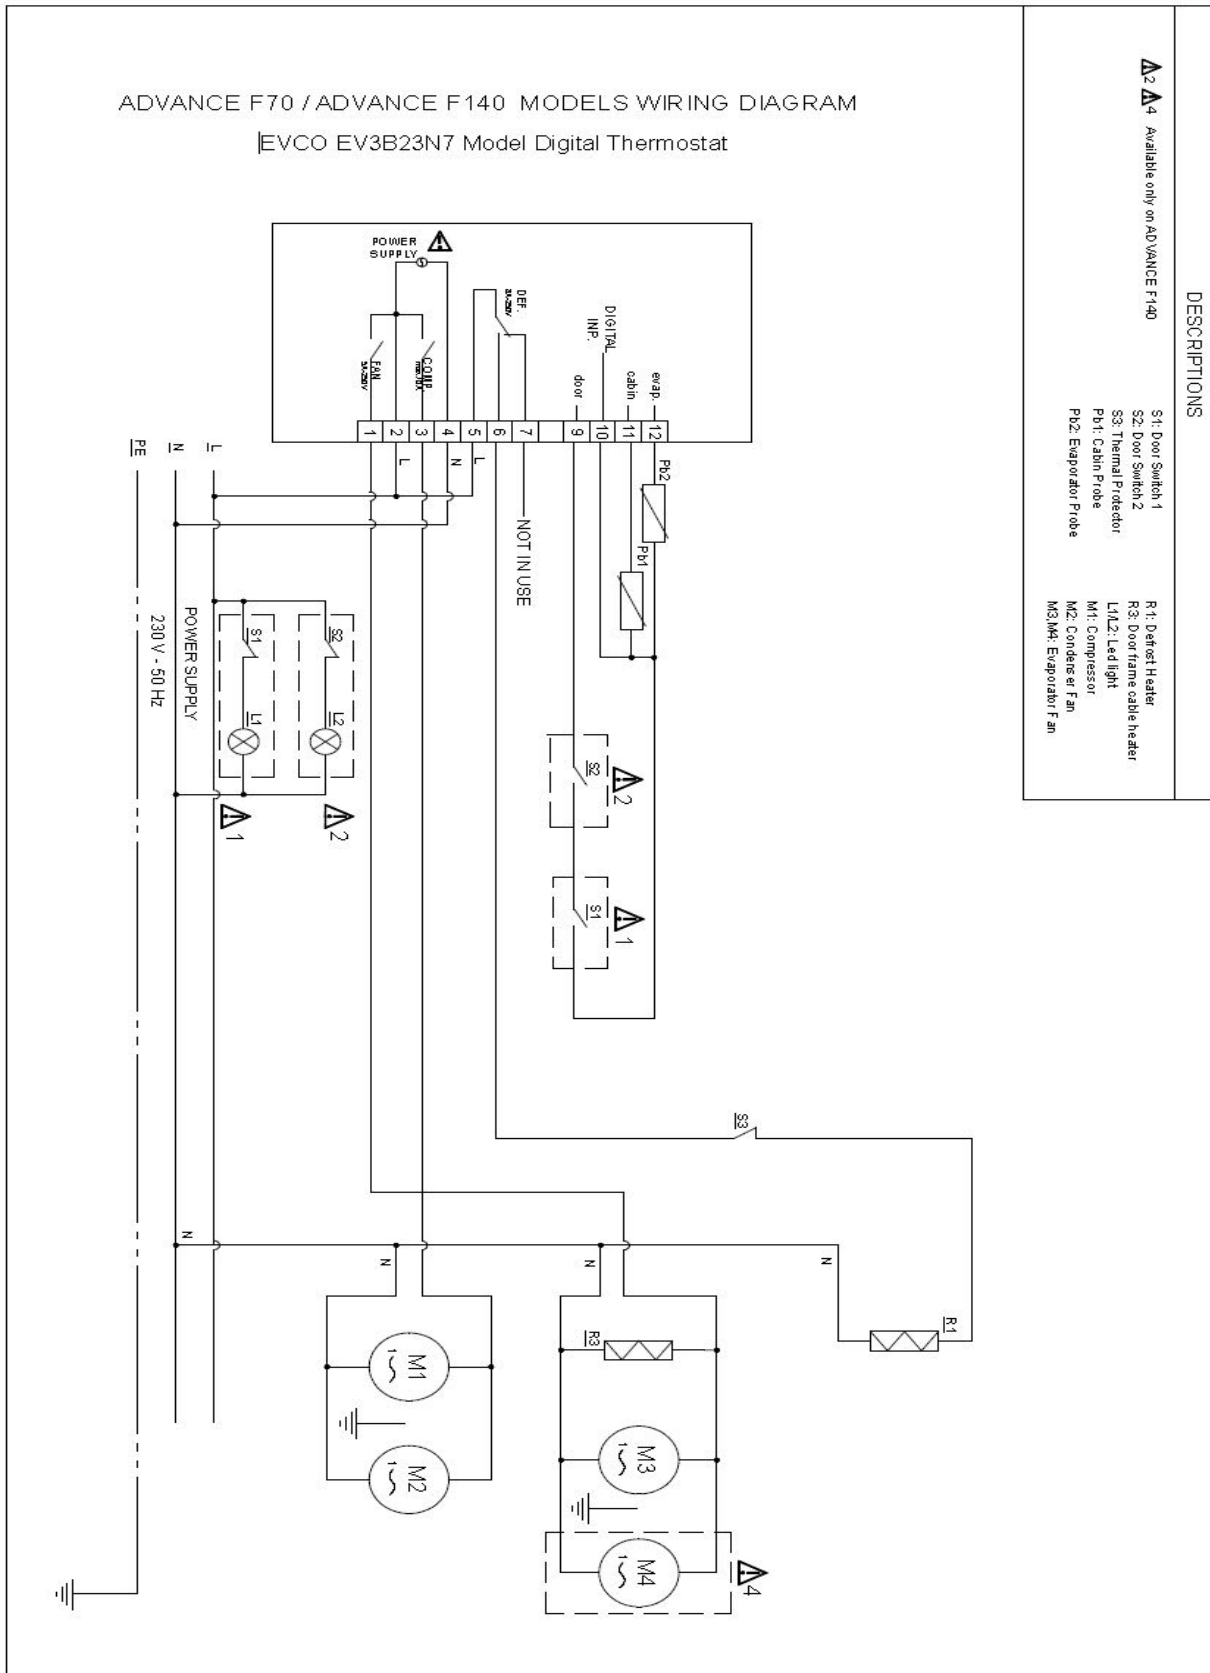 ADVANCE F70 / ADVANCE F140 MODELS WIRING DIAGRAM
EVCO EV3B23N7 Model Digital Thermostat
DESCRIPTIONS
2 4 Available only on ADVANCE F140
S1: Door Switch 1
S2: Door Switch 2
S3: Thermal Protector
Pb1: Cabin Probe
Pb2: Evaporator Probe
R1: Defrost Heater
R3: Door frame cable heater
L1/L2: Led light
M1: Compressor
M2: Condenser Fan
M3,M4: Evaporator Fan
POWER
SUPPLY
FAN
COMP.
DEF.
DIGITAL
INP.
door
cabin
evap.
1 2 3 4 5 6 7 9 10 11 12
L
N
L
NOT IN USE
Pb2
Pb1
PE
N
L
POWER SUPPLY
230 V - 50 Hz
S1
S2
L1
L2
1
2
S2
2
S1
1
S3
N
N
N
N
R1
R3
M1
1
M2
1
M3
1
M4
1
4